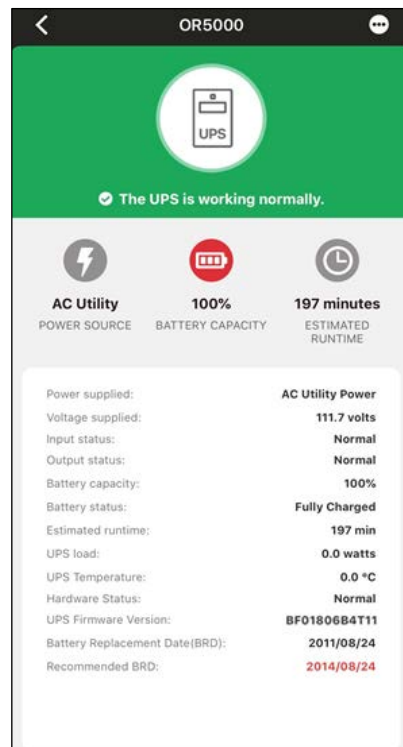 OR5000
UPS
The UPS is working normally.
AC Utility 100% 197 minutes
POWER SOURCE BATTERY CAPACITY ESTIMATED
RUNTIME
Power supplied: AC Utility Power
Voltage supplied: 111.7 volts
Input status: Normal
Output status: Normal
Battery capacity: 100%
Battery status: Fully Charged
Estimated runtime: 197 min
UPS load: 0.0 watts
UPS Temperature: 0.0 °C
Hardware Status: Normal
UPS Firmware Version: BF01806B4T11
Battery Replacement Date(BRD): 2011/08/24
Recommended BRD: 2014/08/24